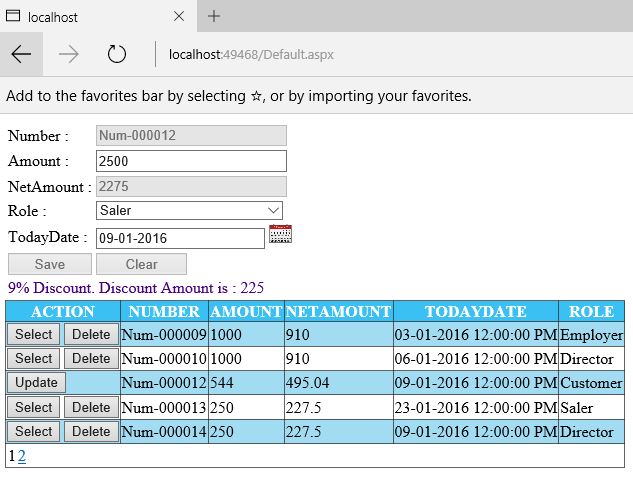 localhost
localhost:49468/Default.aspx
Add to the favorites bar by selecting ☆, or by importing your favorites.
Number : Num-000012
Amount : 2500
NetAmount : 2275
Role : Saler
TodayDate : 09-01-2016
Save Clear
9% Discount. Discount Amount is : 225
ACTION NUMBER AMOUNT NETAMOUNT TODAYDATE ROLE
Select Delete Num-000009 1000 910 03-01-2016 12:00:00 PM Employer
Select Delete Num-000010 1000 910 06-01-2016 12:00:00 PM Director
Update Num-000012 544 495.04 09-01-2016 12:00:00 PM Customer
Select Delete Num-000013 250 227.5 23-01-2016 12:00:00 PM Saler
Select Delete Num-000014 250 227.5 09-01-2016 12:00:00 PM Director
1 2